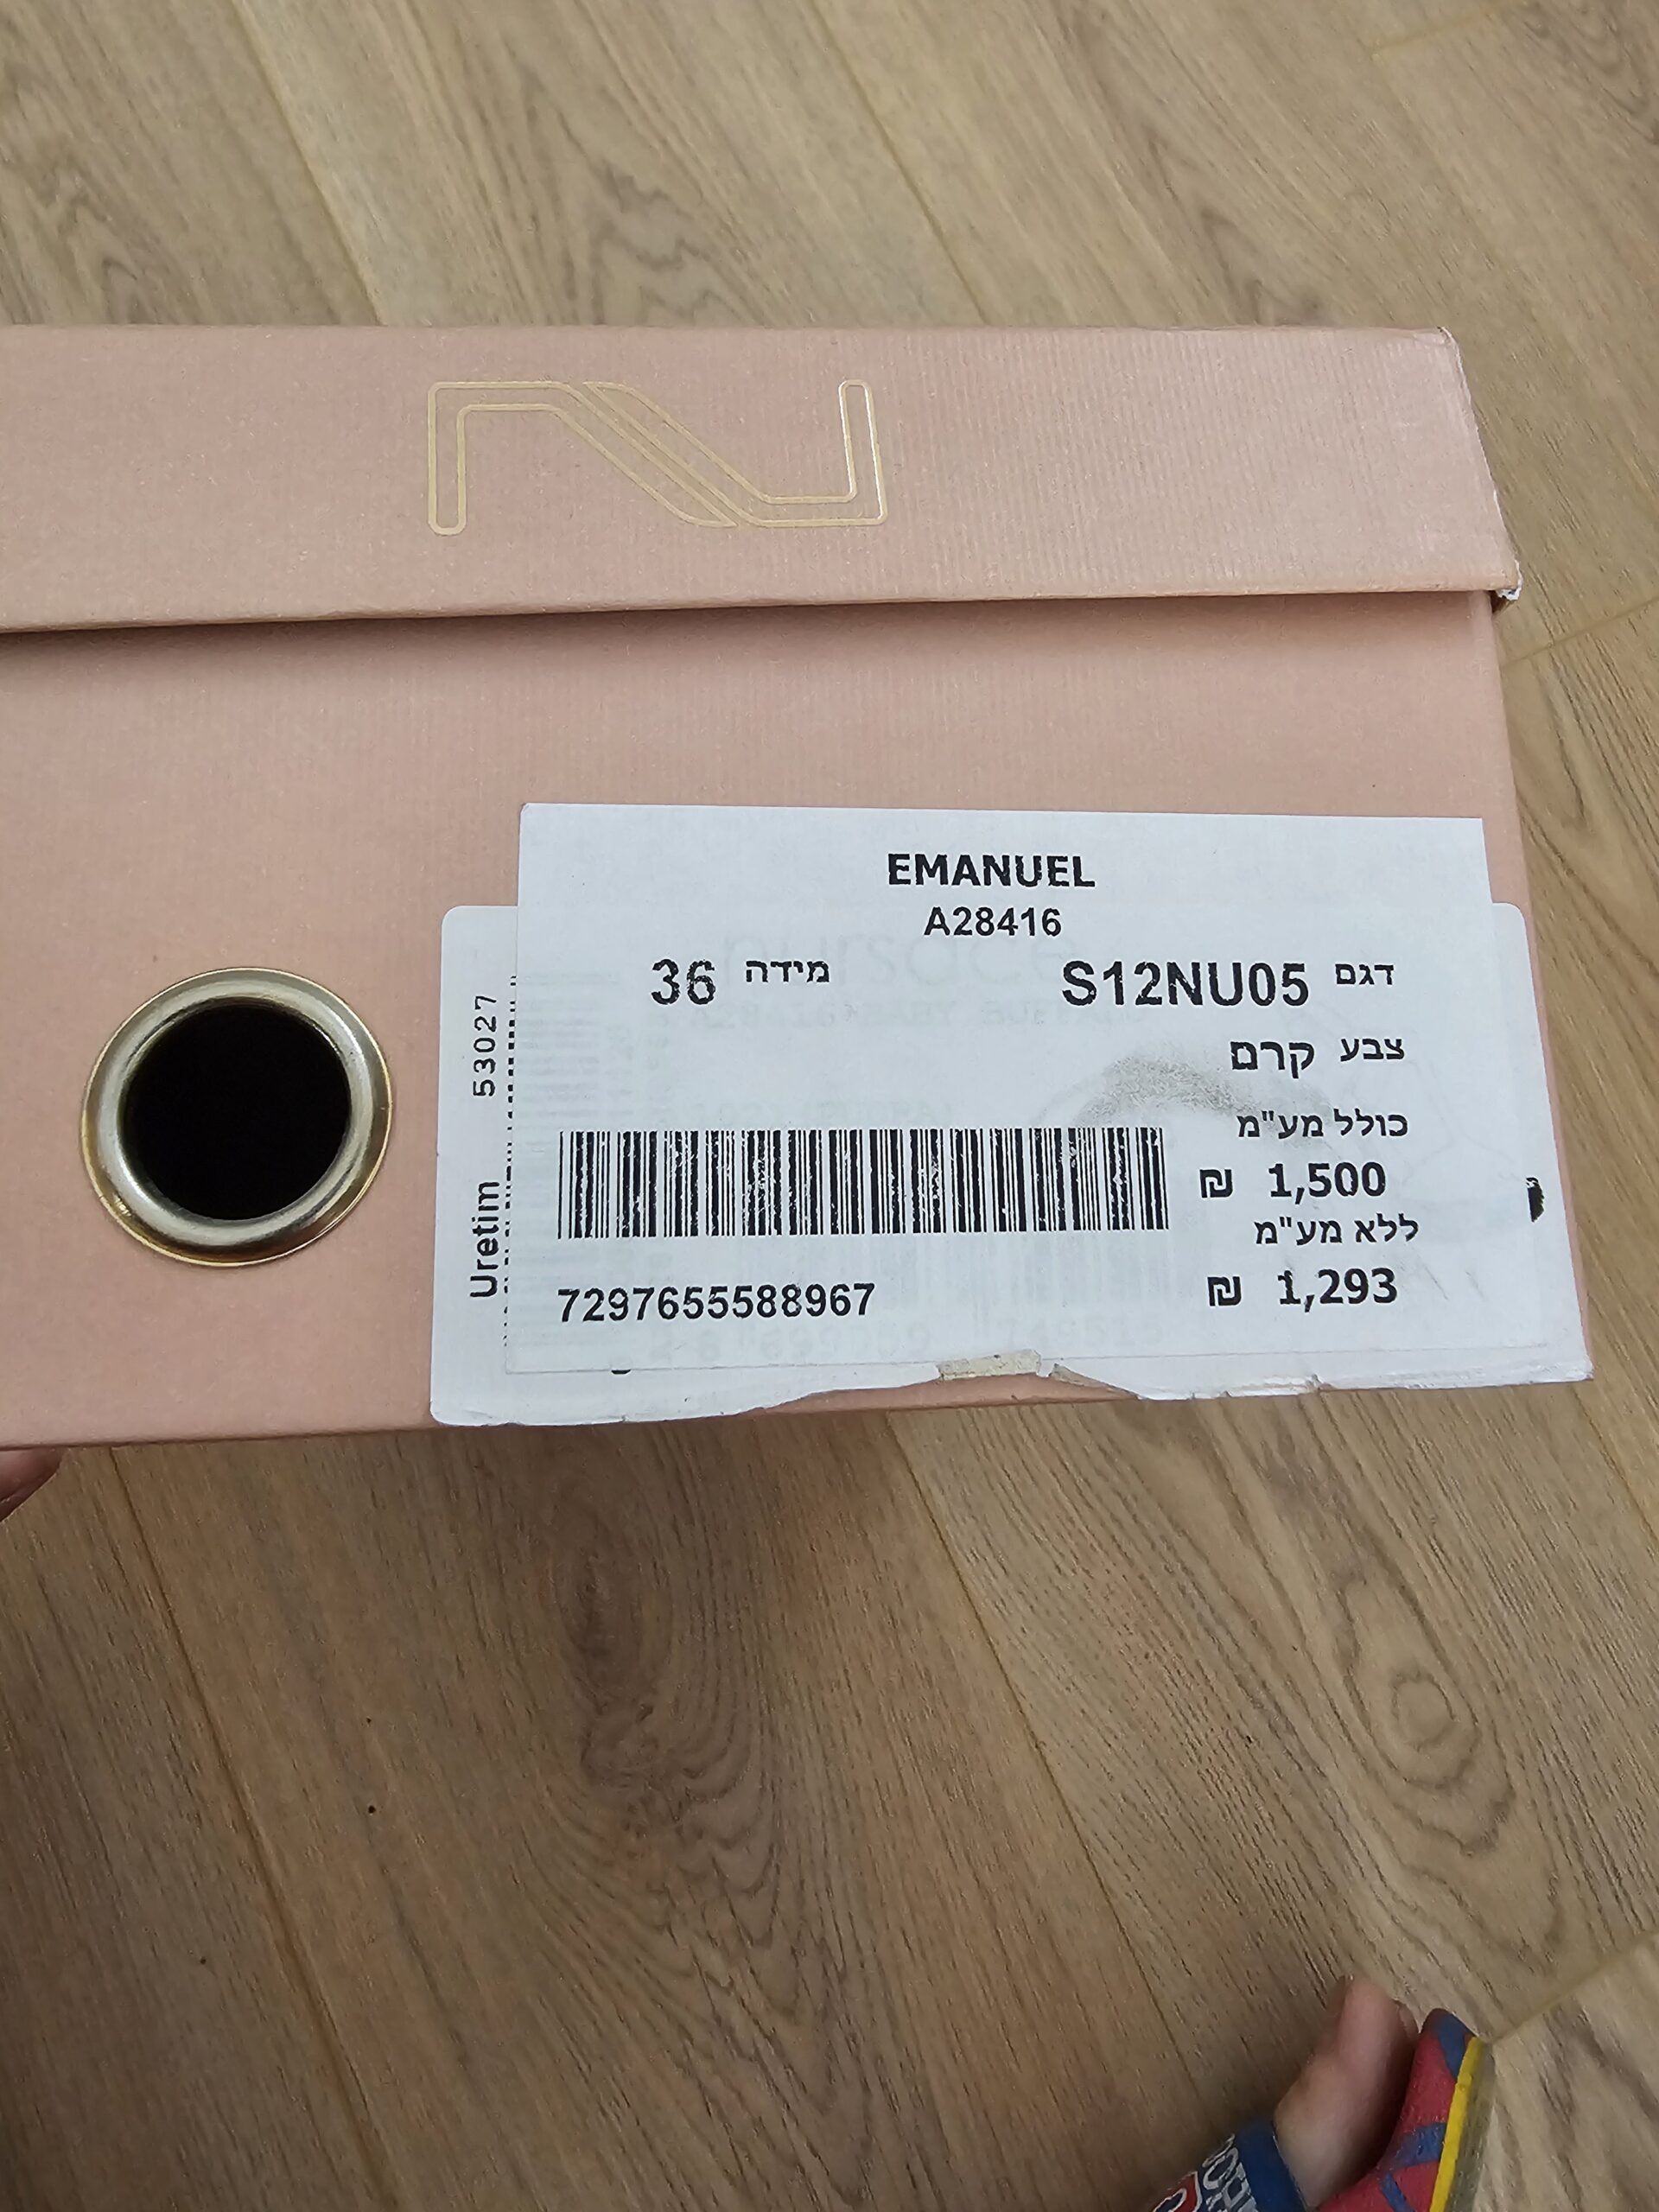 EMANUEL
A28416
דגם S12NU05 מידה 36
צבע קרם
כולל מע"מ
₪ 1,500
ללא מע"מ
₪ 1,293
7297655588967
Uretim 53027